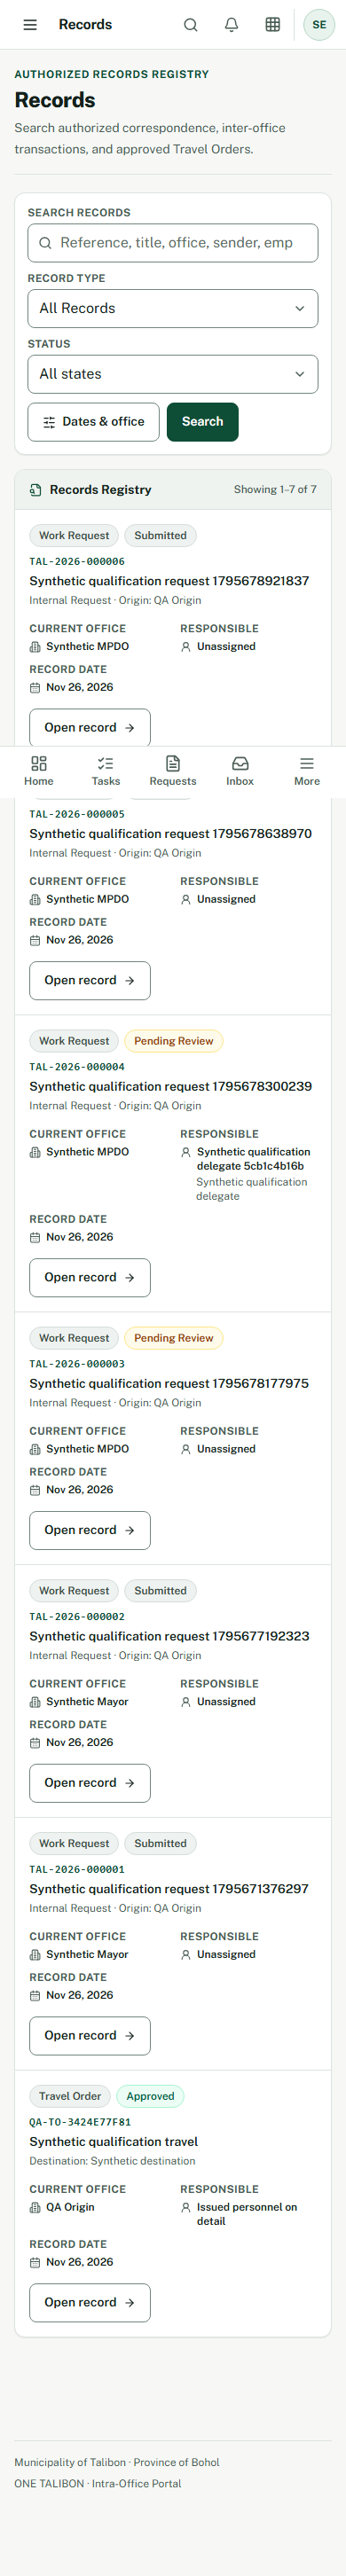 Records
SE
AUTHORIZED RECORDS REGISTRY
Records
Search authorized correspondence, inter-office
transactions, and approved Travel Orders.
SEARCH RECORDS
Reference, title, office, sender, emp
RECORD TYPE
All Records
STATUS
All states
Dates & office
Search
Records Registry
Showing 1–7 of 7
Work Request
Submitted
TAL-2026-000006
Synthetic qualification request 1795678921837
Internal Request · Origin: QA Origin
CURRENT OFFICE
RESPONSIBLE
Synthetic MPDO
Unassigned
RECORD DATE
Nov 26, 2026
Open record
Home
Tasks
Requests
Inbox
More
TAL-2026-000005
Synthetic qualification request 1795678638970
Internal Request · Origin: QA Origin
CURRENT OFFICE
RESPONSIBLE
Synthetic MPDO
Unassigned
RECORD DATE
Nov 26, 2026
Open record
Work Request
Pending Review
TAL-2026-000004
Synthetic qualification request 1795678300239
Internal Request · Origin: QA Origin
CURRENT OFFICE
RESPONSIBLE
Synthetic MPDO
Synthetic qualification
delegate 5cb1c4b16b
Synthetic qualification
delegate
RECORD DATE
Nov 26, 2026
Open record
Work Request
Pending Review
TAL-2026-000003
Synthetic qualification request 1795678177975
Internal Request · Origin: QA Origin
CURRENT OFFICE
RESPONSIBLE
Synthetic MPDO
Unassigned
RECORD DATE
Nov 26, 2026
Open record
Work Request
Submitted
TAL-2026-000002
Synthetic qualification request 1795677192323
Internal Request · Origin: QA Origin
CURRENT OFFICE
RESPONSIBLE
Synthetic Mayor
Unassigned
RECORD DATE
Nov 26, 2026
Open record
Work Request
Submitted
TAL-2026-000001
Synthetic qualification request 1795671376297
Internal Request · Origin: QA Origin
CURRENT OFFICE
RESPONSIBLE
Synthetic Mayor
Unassigned
RECORD DATE
Nov 26, 2026
Open record
Travel Order
Approved
QA-TO-3424E77F81
Synthetic qualification travel
Destination: Synthetic destination
CURRENT OFFICE
RESPONSIBLE
QA Origin
Issued personnel on
detail
RECORD DATE
Nov 26, 2026
Open record
Municipality of Talibon · Province of Bohol
ONE TALIBON · Intra-Office Portal